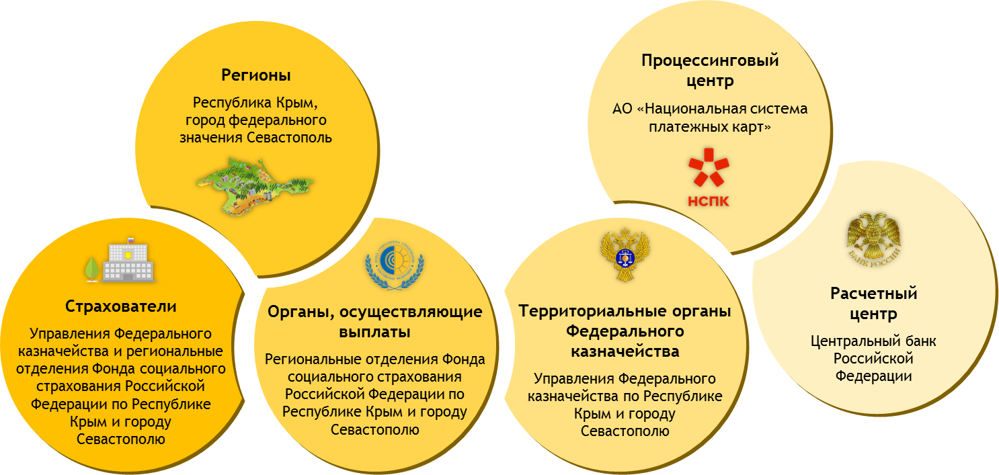 Регионы
Республика Крым,
город федерального
значения Севастополь
Процессинговый
центр
АО «Национальная система
платежных карт»
НСПК
Страхователи
Управления Федерального
казначейства и региональные
отделения Фонда социального
страхования Российской
Федерации по Республике
Крым и городу
Севастополю
Органы, осуществляющие
выплаты
Региональные отделения Фонда
социального страхования
Российской Федерации по
Республике Крым и городу
Севастополю
Территориальные органы
Федерального
казначейства
Управления Федерального
казначейства по Республике
Крым и городу
Севастополю
БАНК РОССИИ
Расчетный
центр
Центральный банк
Российской
Федерации